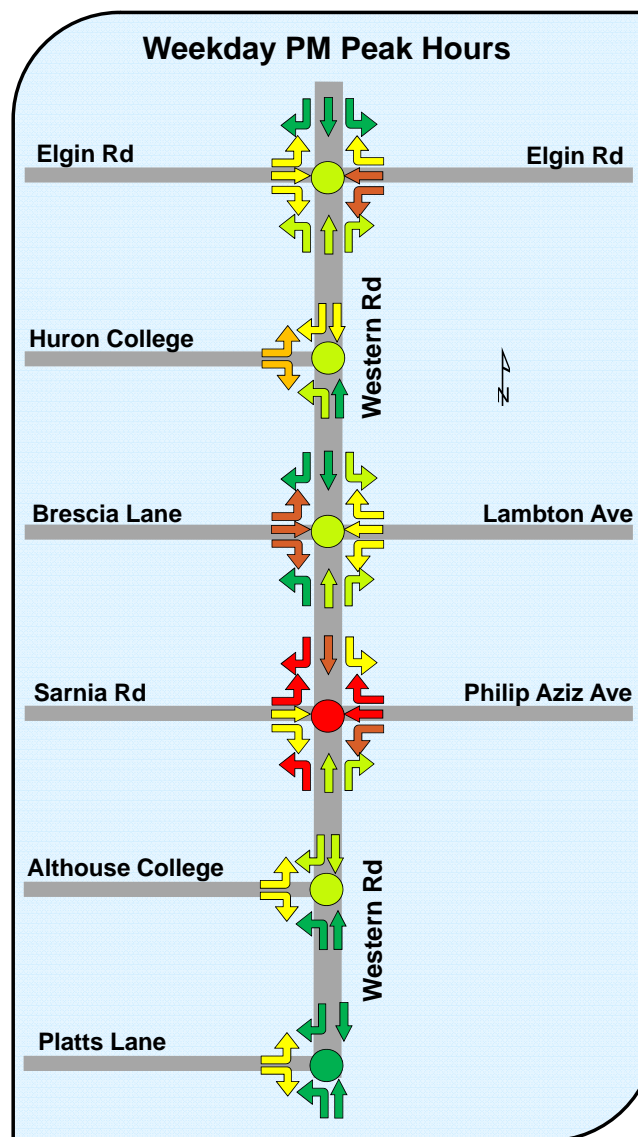 Weekday PM Peak Hours
Elgin Rd
Elgin Rd
Western Rd
Huron College
N
Brescia Lane
Lambton Ave
Sarnia Rd
Philip Aziz Ave
Althouse College
Western Rd
Platts Lane